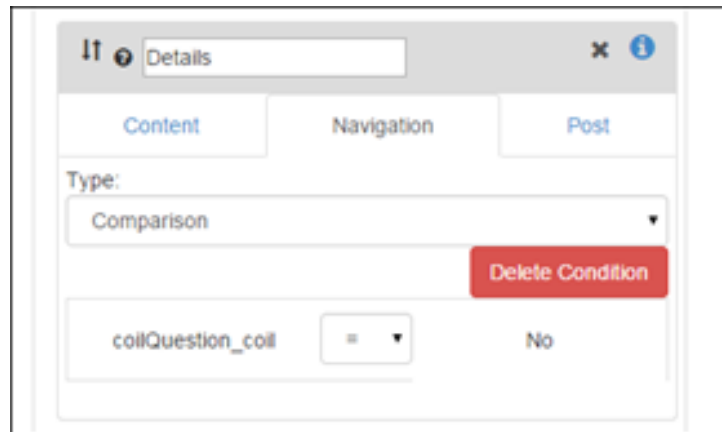 Details
Content Navigation Post
Type:
Comparison
Delete Condition
coilQuestion_coil = No